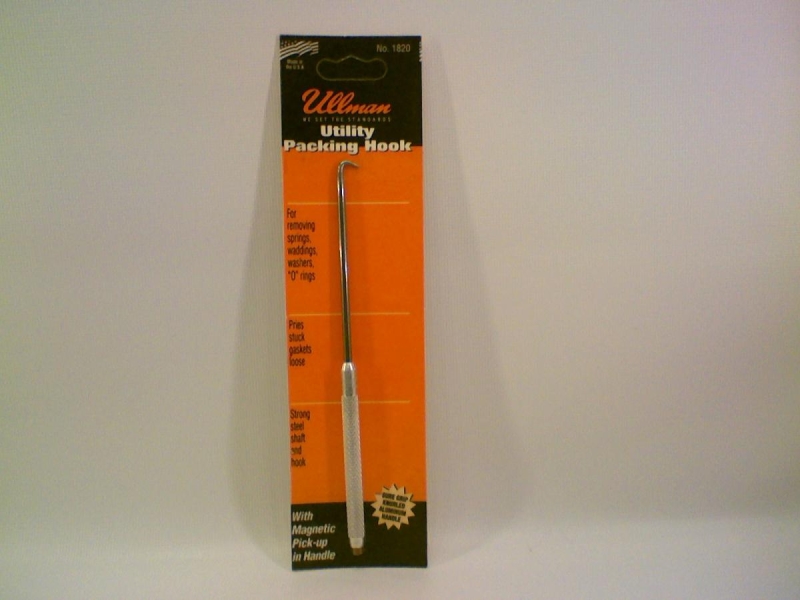 No. 1820
Made in
the U.S.A.
Ullman
WE SET THE STANDARDS
Utility
Packing Hook
For
removing
springs,
waddings,
washers,
"O" rings
Pries
stuck
gaskets
loose
Strong
steel
shaft
and
hook
SURE GRIP
KNURLED
ALUMINUM
HANDLE
With
Magnetic
Pick-up
in Handle